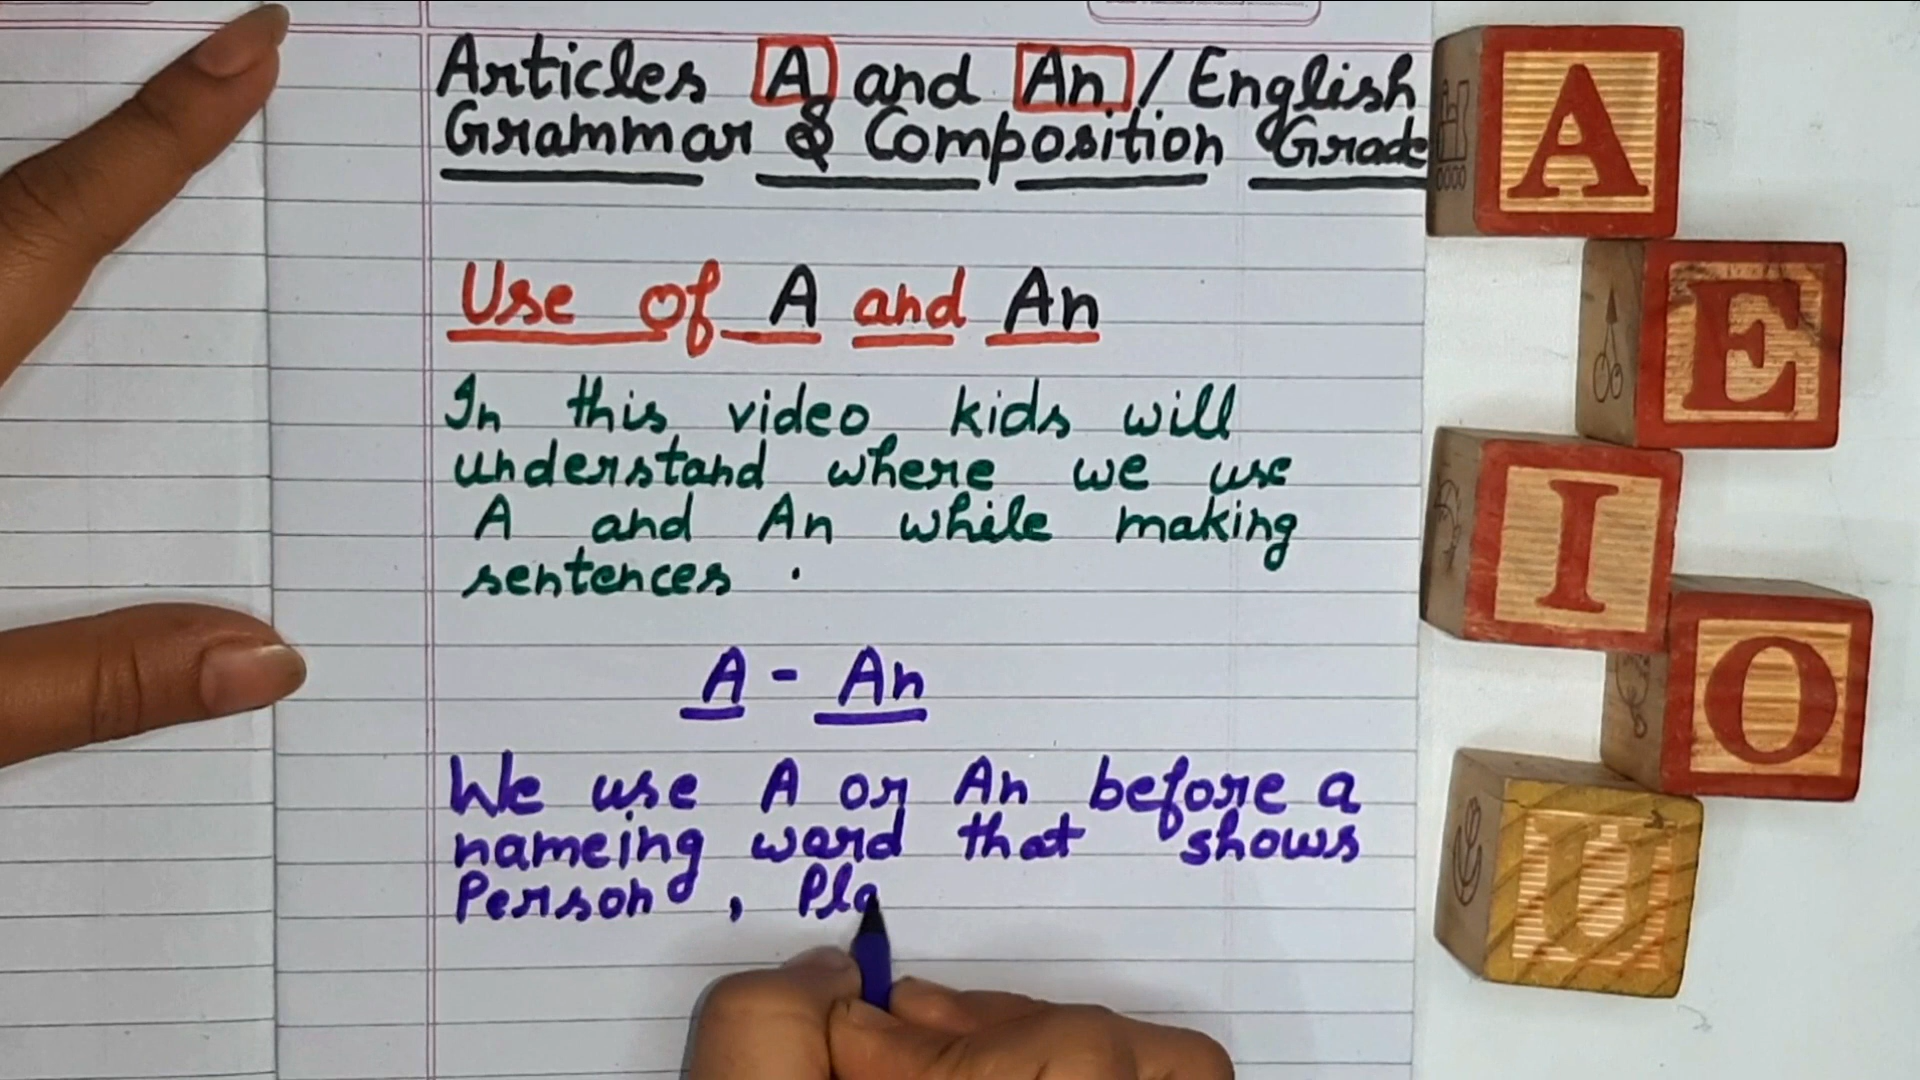 Articles A and An / English
Grammar & Composition Grade
Use of A and An
In this video kids will
understand where we use
A and An while making
sentences .
A - An
We use A or An before a
nameing word that shows
Person , Pla
A
E
I
O
U